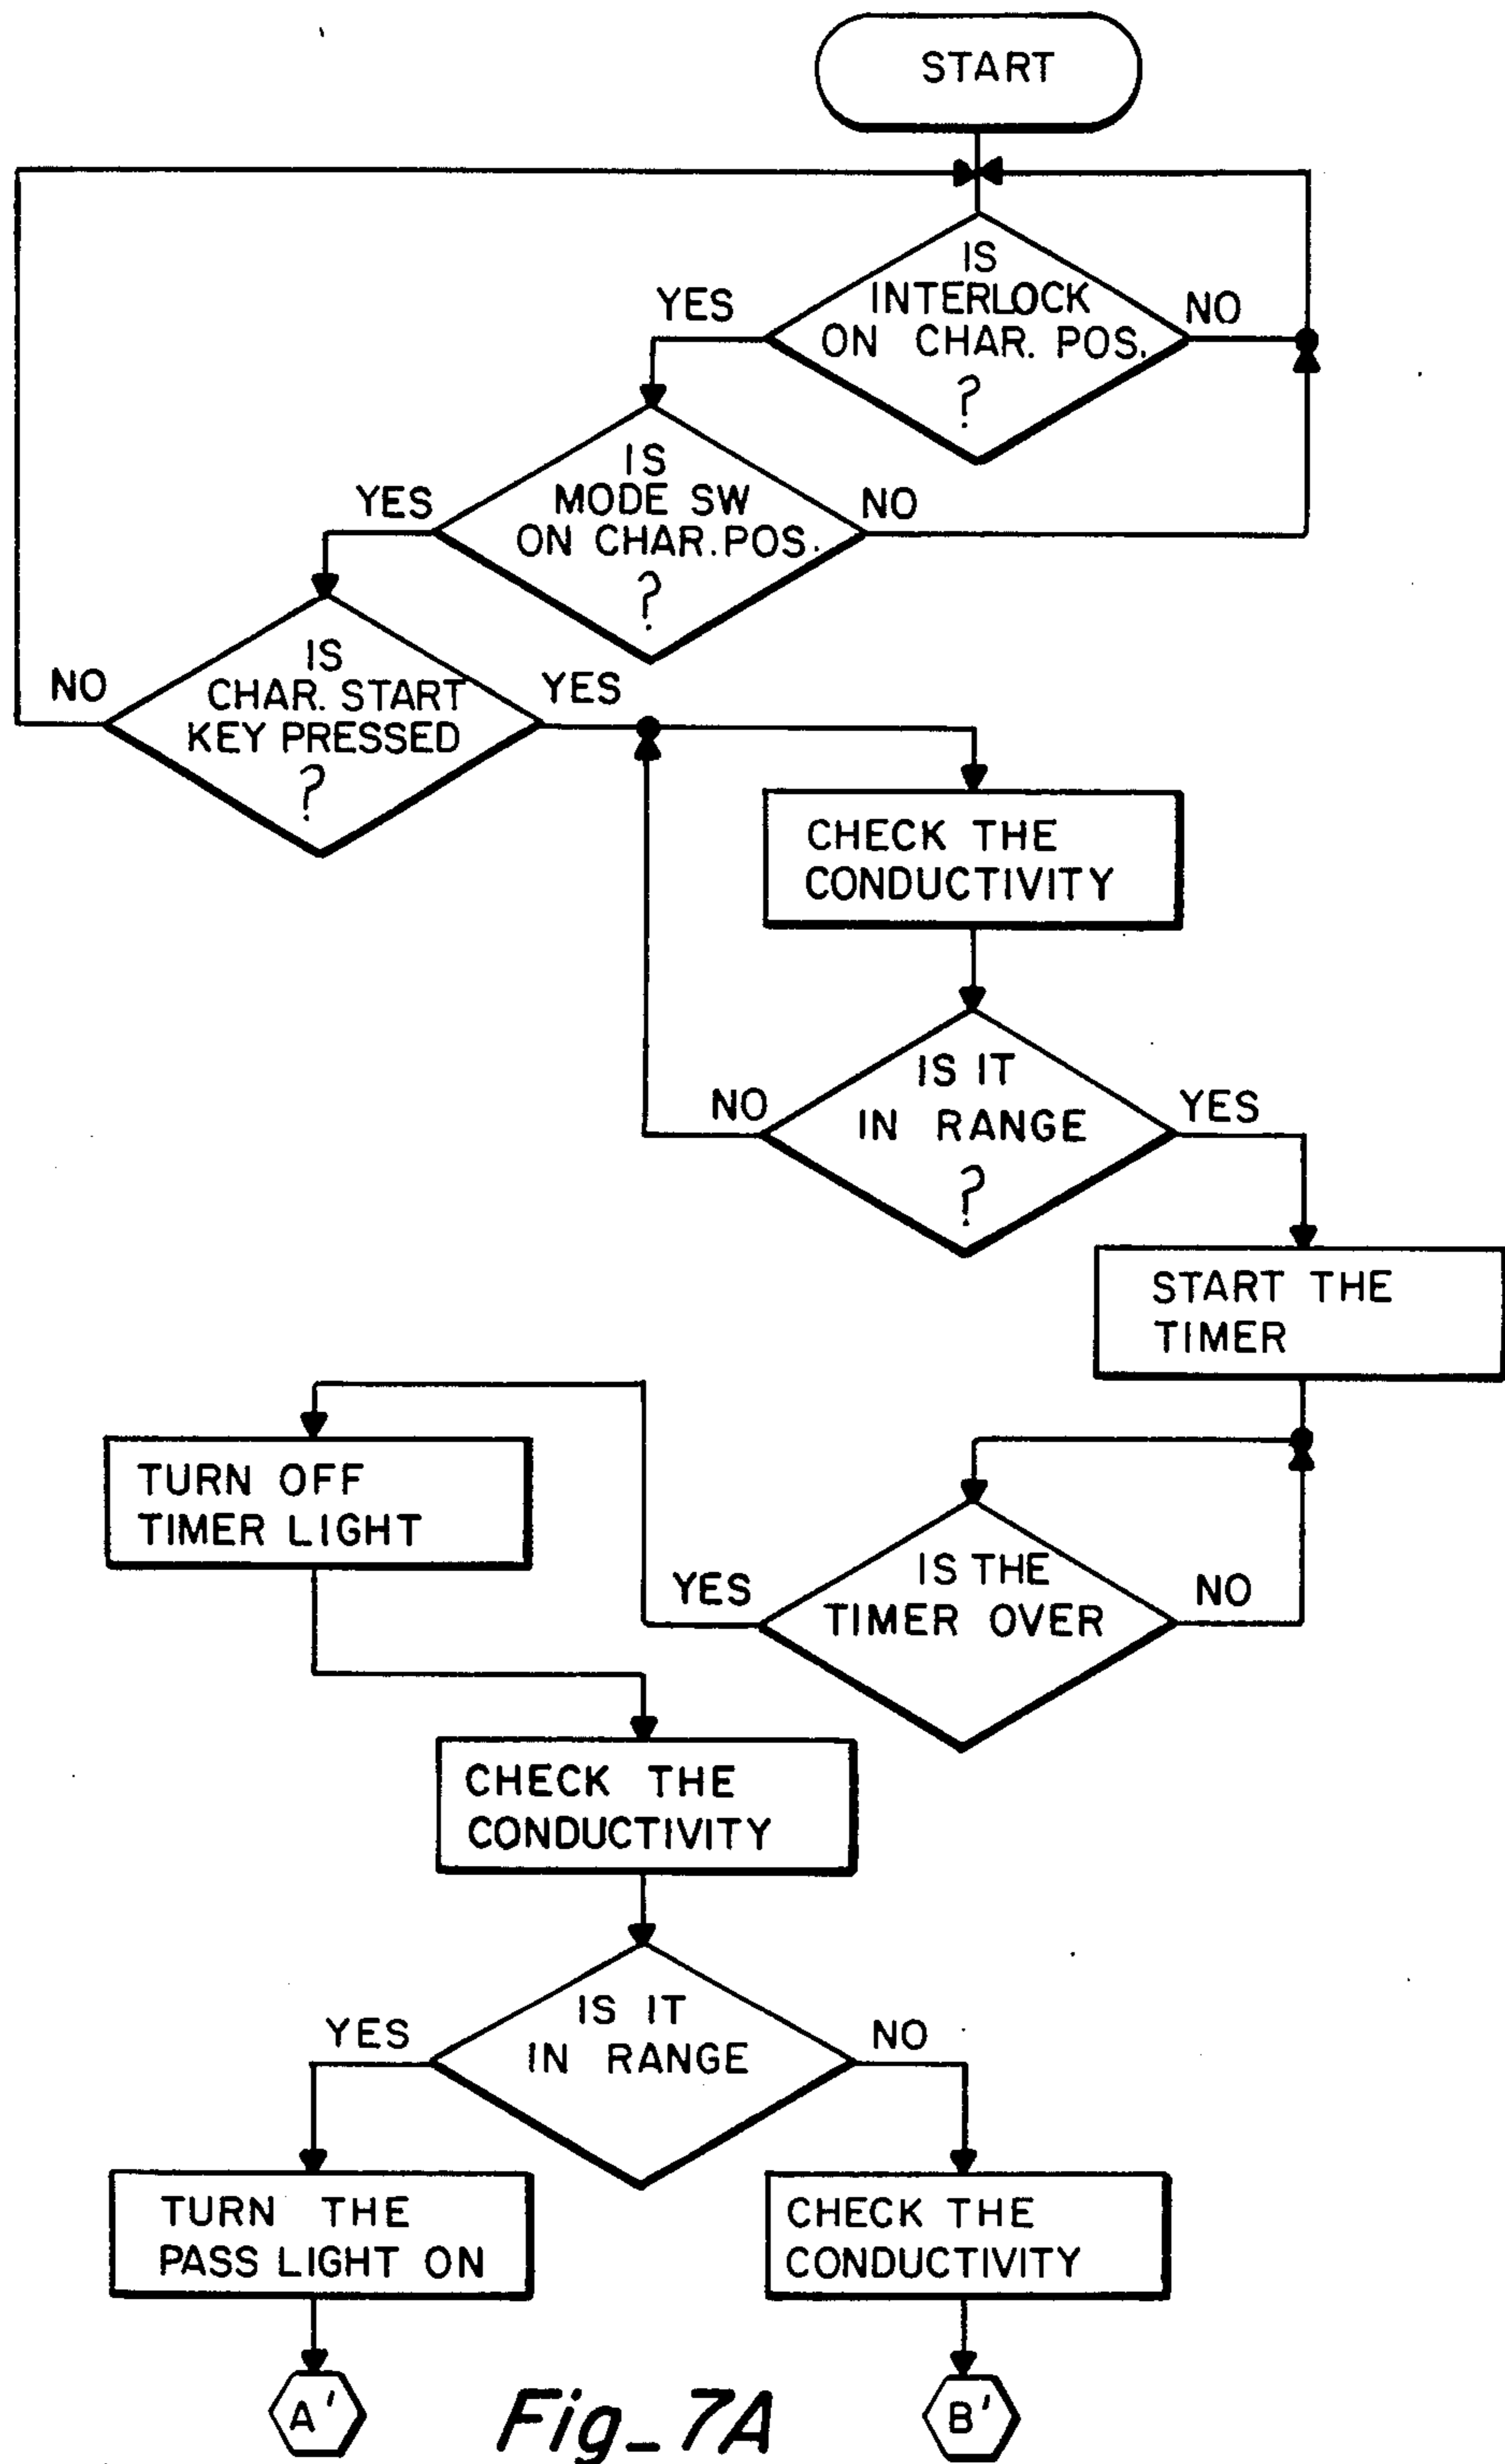 START
IS
INTERLOCK
ON CHAR. POS.
?
YES
NO
IS
MODE SW
ON CHAR. POS.
?
YES
NO
IS
CHAR. START
KEY PRESSED
?
NO
YES
CHECK THE
CONDUCTIVITY
IS IT
IN RANGE
?
NO
YES
START THE
TIMER
IS THE
TIMER OVER
YES
NO
TURN OFF
TIMER LIGHT
CHECK THE
CONDUCTIVITY
IS IT
IN RANGE
YES
NO
TURN THE
PASS LIGHT ON
CHECK THE
CONDUCTIVITY
A'
B'
Fig_7A